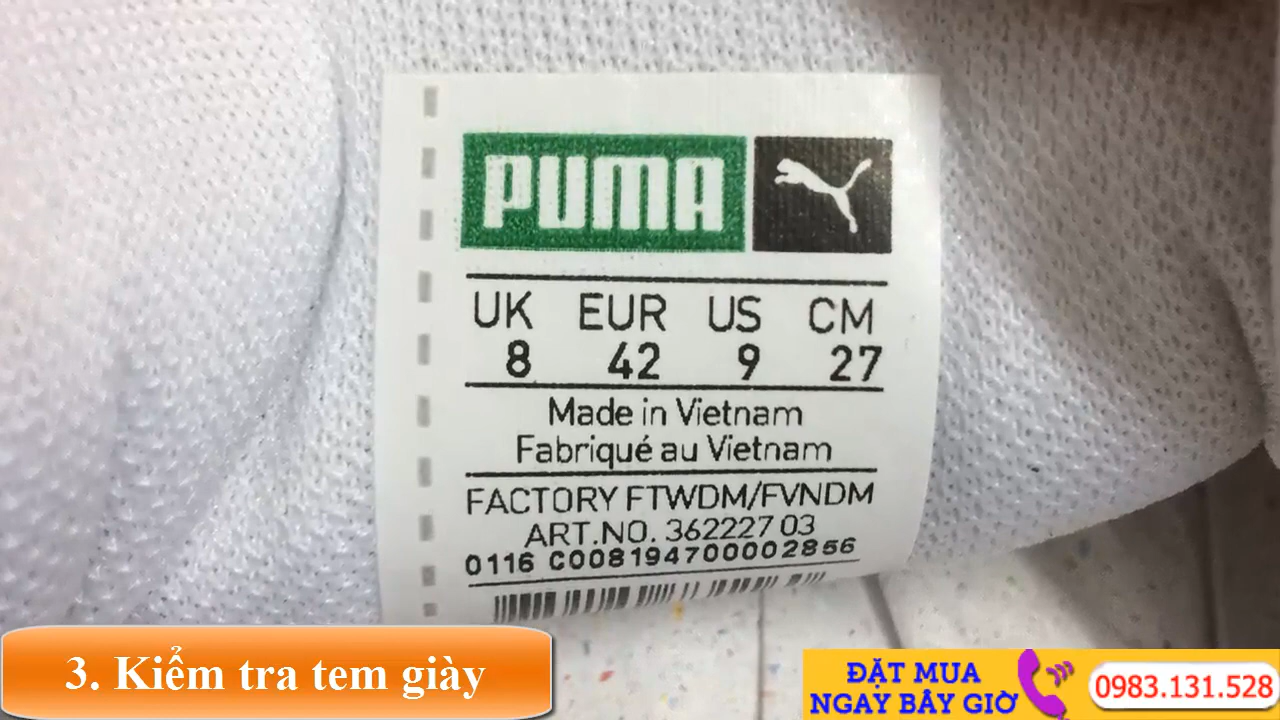 PUMA
UK EUR US CM
8 42 9 27
Made in Vietnam
Fabriqué au Vietnam
FACTORY FTWDM/FVNDM
ART.NO. 362227 03
0116 C008194700002856
3. Kiểm tra tem giày
ĐẶT MUA
NGAY BÂY GIỜ
0983.131.528